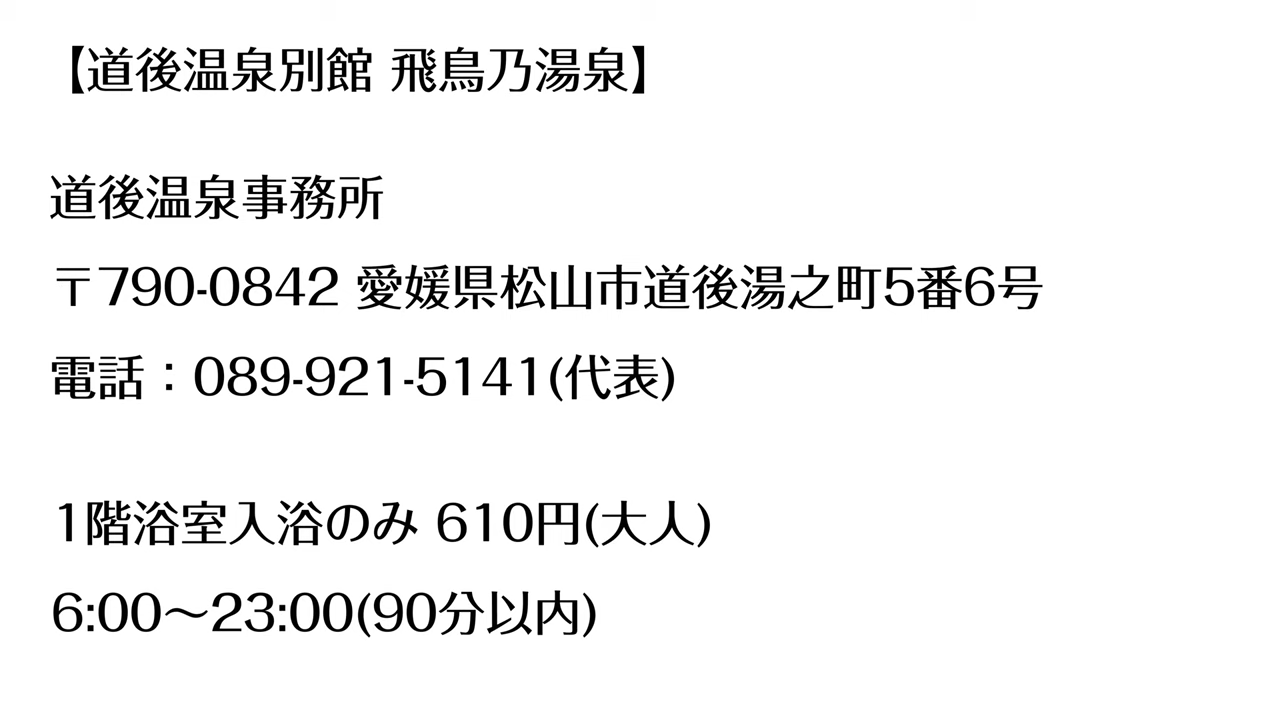 【道後温泉別館 飛鳥乃湯泉】
道後温泉事務所
〒790-0842 愛媛県松山市道後湯之町5番6号
電話：089-921-5141(代表)
1階浴室入浴のみ 610円(大人)
6:00～23:00(90分以内)